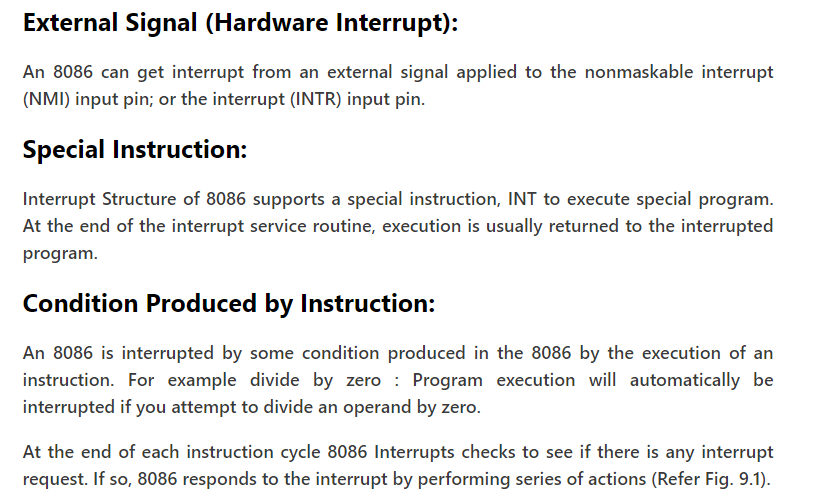 External Signal (Hardware Interrupt):
An 8086 can get interrupt from an external signal applied to the nonmaskable interrupt
(NMI) input pin; or the interrupt (INTR) input pin.
Special Instruction:
Interrupt Structure of 8086 supports a special instruction, INT to execute special program.
At the end of the interrupt service routine, execution is usually returned to the interrupted
program.
Condition Produced by Instruction:
An 8086 is interrupted by some condition produced in the 8086 by the execution of an
instruction. For example divide by zero : Program execution will automatically be
interrupted if you attempt to divide an operand by zero.
At the end of each instruction cycle 8086 Interrupts checks to see if there is any interrupt
request. If so, 8086 responds to the interrupt by performing series of actions (Refer Fig. 9.1).